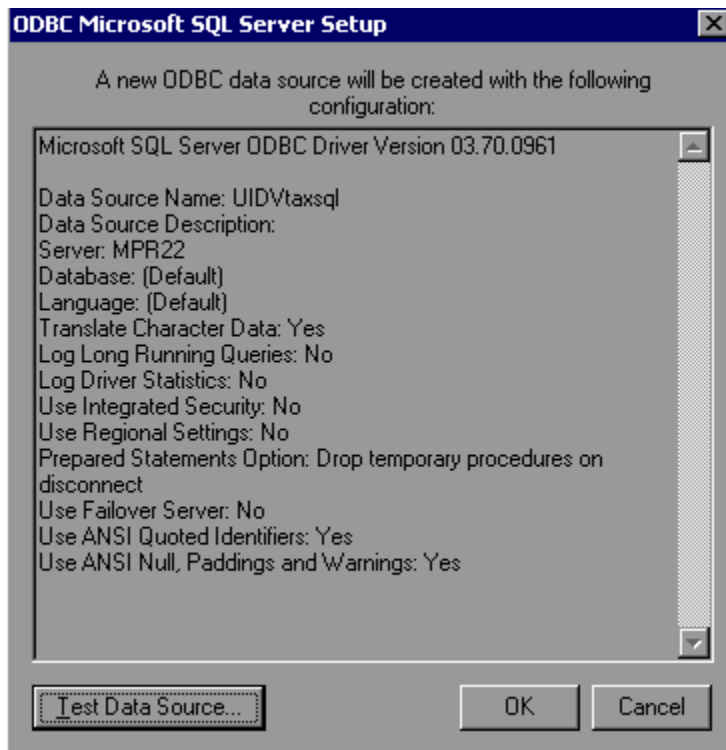 ODBC Microsoft SQL Server Setup
A new ODBC data source will be created with the following
configuration:
Microsoft SQL Server ODBC Driver Version 03.70.0961
Data Source Name: UIDVtaxsql
Data Source Description:
Server: MPR22
Database: (Default)
Language: (Default)
Translate Character Data: Yes
Log Long Running Queries: No
Log Driver Statistics: No
Use Integrated Security: No
Use Regional Settings: No
Prepared Statements Option: Drop temporary procedures on
disconnect
Use Failover Server: No
Use ANSI Quoted Identifiers: Yes
Use ANSI Null, Paddings and Warnings: Yes
Test Data Source...
OK
Cancel